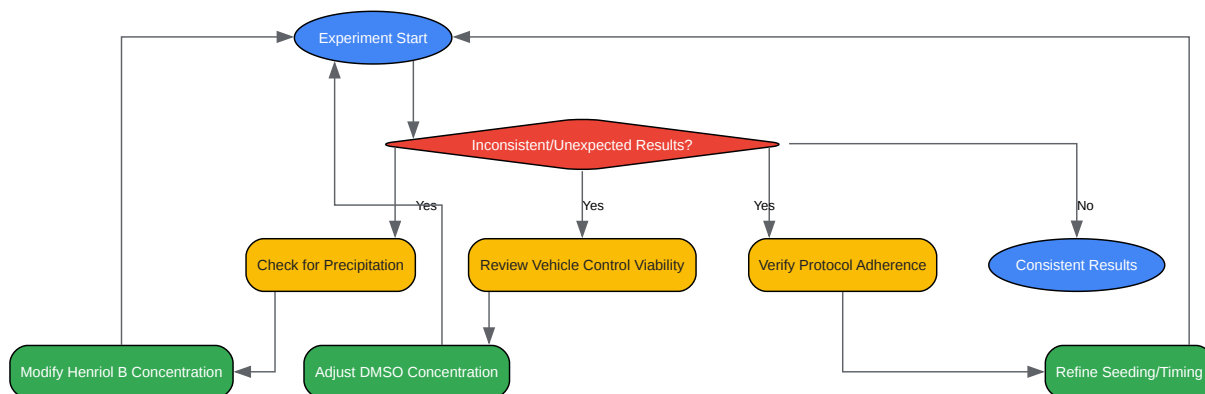 Experiment Start
Inconsistent/Unexpected Results?
Yes
Yes
Yes
No
Check for Precipitation
Review Vehicle Control Viability
Verify Protocol Adherence
Consistent Results
Modify Henriol B Concentration
Adjust DMSO Concentration
Refine Seeding/Timing